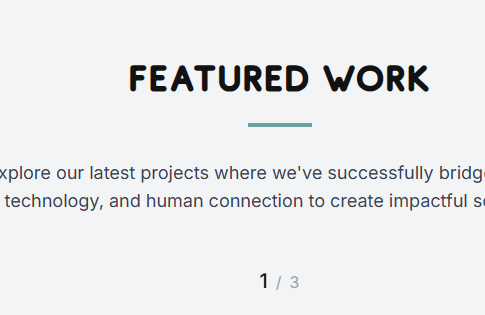 FEATURED WORK
xplore our latest projects where we've successfully bridg
technology, and human connection to create impactful s
1 / 3